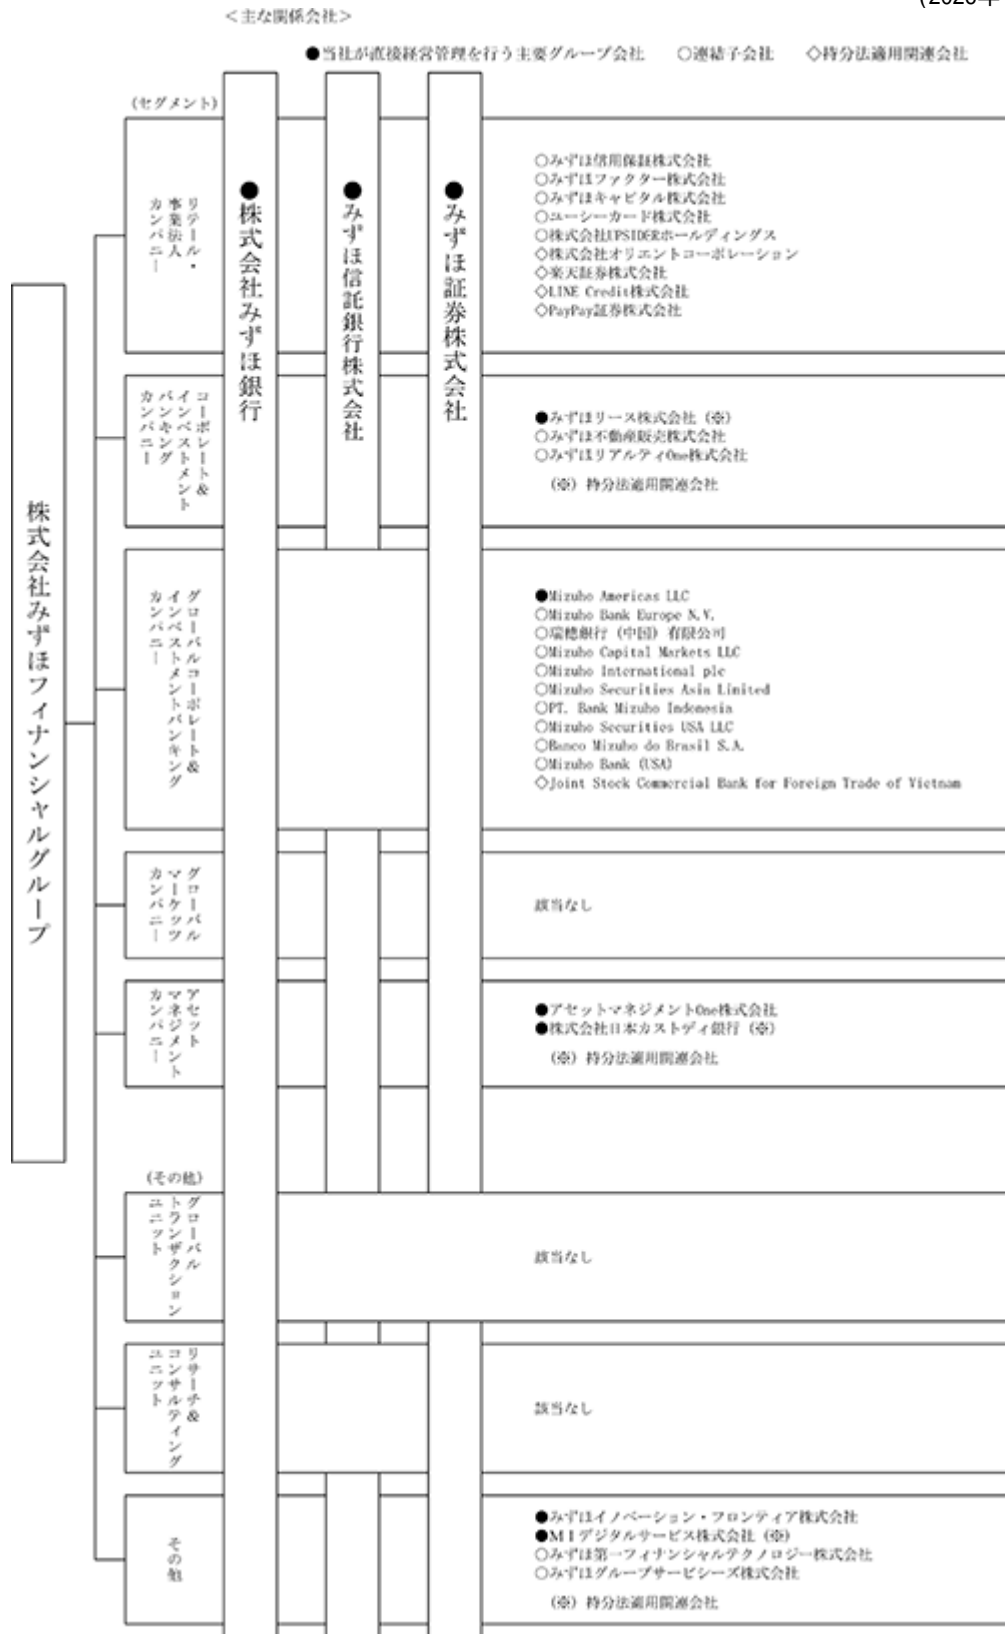 (2026年
＜主な関係会社＞
●当社が直接経営管理を行う主要グループ会社　○連結子会社　◇持分法適用関連会社
(セグメント)
株式会社みずほフィナンシャルグループ
●株式会社みずほ銀行
●みずほ信託銀行株式会社
●みずほ証券株式会社
リテール・
事業法人
カンパニー
○みずほ信用保証株式会社
○みずほファクター株式会社
○みずほキャピタル株式会社
○ユーシーカード株式会社
○株式会社UPSIDERホールディングス
◇株式会社オリエントコーポレーション
◇楽天証券株式会社
◇LINE Credit株式会社
◇PayPay証券株式会社
コーポレート＆
インベストメント
バンキング
カンパニー
●みずほリース株式会社（※）
○みずほ不動産販売株式会社
○みずほリアルティOne株式会社
（※）持分法適用関連会社
グローバルコーポレート＆
インベストメントバンキング
カンパニー
●Mizuho Americas LLC
○Mizuho Bank Europe N.V.
○瑞穂銀行（中国）有限公司
○Mizuho Capital Markets LLC
○Mizuho International plc
○Mizuho Securities Asia Limited
○PT. Bank Mizuho Indonesia
○Mizuho Securities USA LLC
○Banco Mizuho do Brasil S.A.
○Mizuho Bank (USA)
◇Joint Stock Commercial Bank for Foreign Trade of Vietnam
グローバル
マーケッツ
カンパニー
該当なし
アセット
マネジメント
カンパニー
●アセットマネジメントOne株式会社
●株式会社日本カストディ銀行（※）
（※）持分法適用関連会社
(その他)
グローバル
トランザクション
ユニット
該当なし
リサーチ＆
コンサルティング
ユニット
該当なし
その他
●みずほイノベーション・フロンティア株式会社
●ＭＩデジタルサービス株式会社（※）
○みずほ第一フィナンシャルテクノロジー株式会社
○みずほグループサービシーズ株式会社
（※）持分法適用関連会社